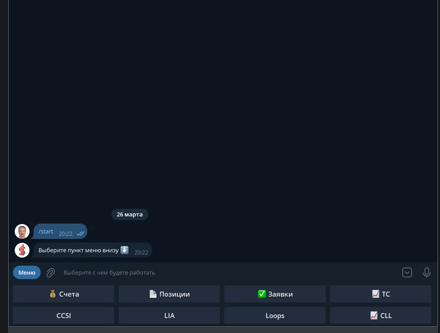 26 марта
/start 20:22
Выберите пункт меню внизу ⬇️ 20:22
Меню Выберите с чем будете работать
💰 Счета 📄 Позиции ✅ Заявки 📈 ТС
CCSI LIA Loops 📈 CLL